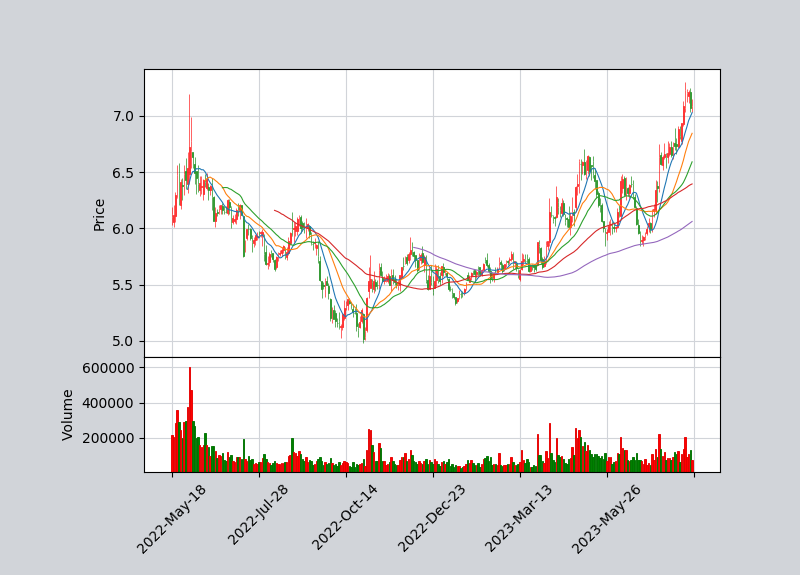 Price
7.0
6.5
6.0
5.5
5.0
Volume
600000
400000
200000
2022-May-18
2022-Jul-28
2022-Oct-14
2022-Dec-23
2023-Mar-13
2023-May-26